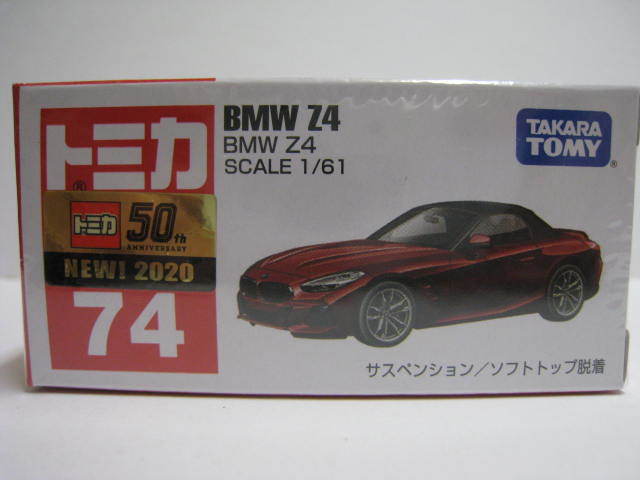 トミカ
®
トミカ 50th
ANNIVERSARY
NEW! 2020
74
BMW Z4
BMW Z4
SCALE 1/61
TAKARA
TOMY
®
サスペンション／ソフトトップ脱着